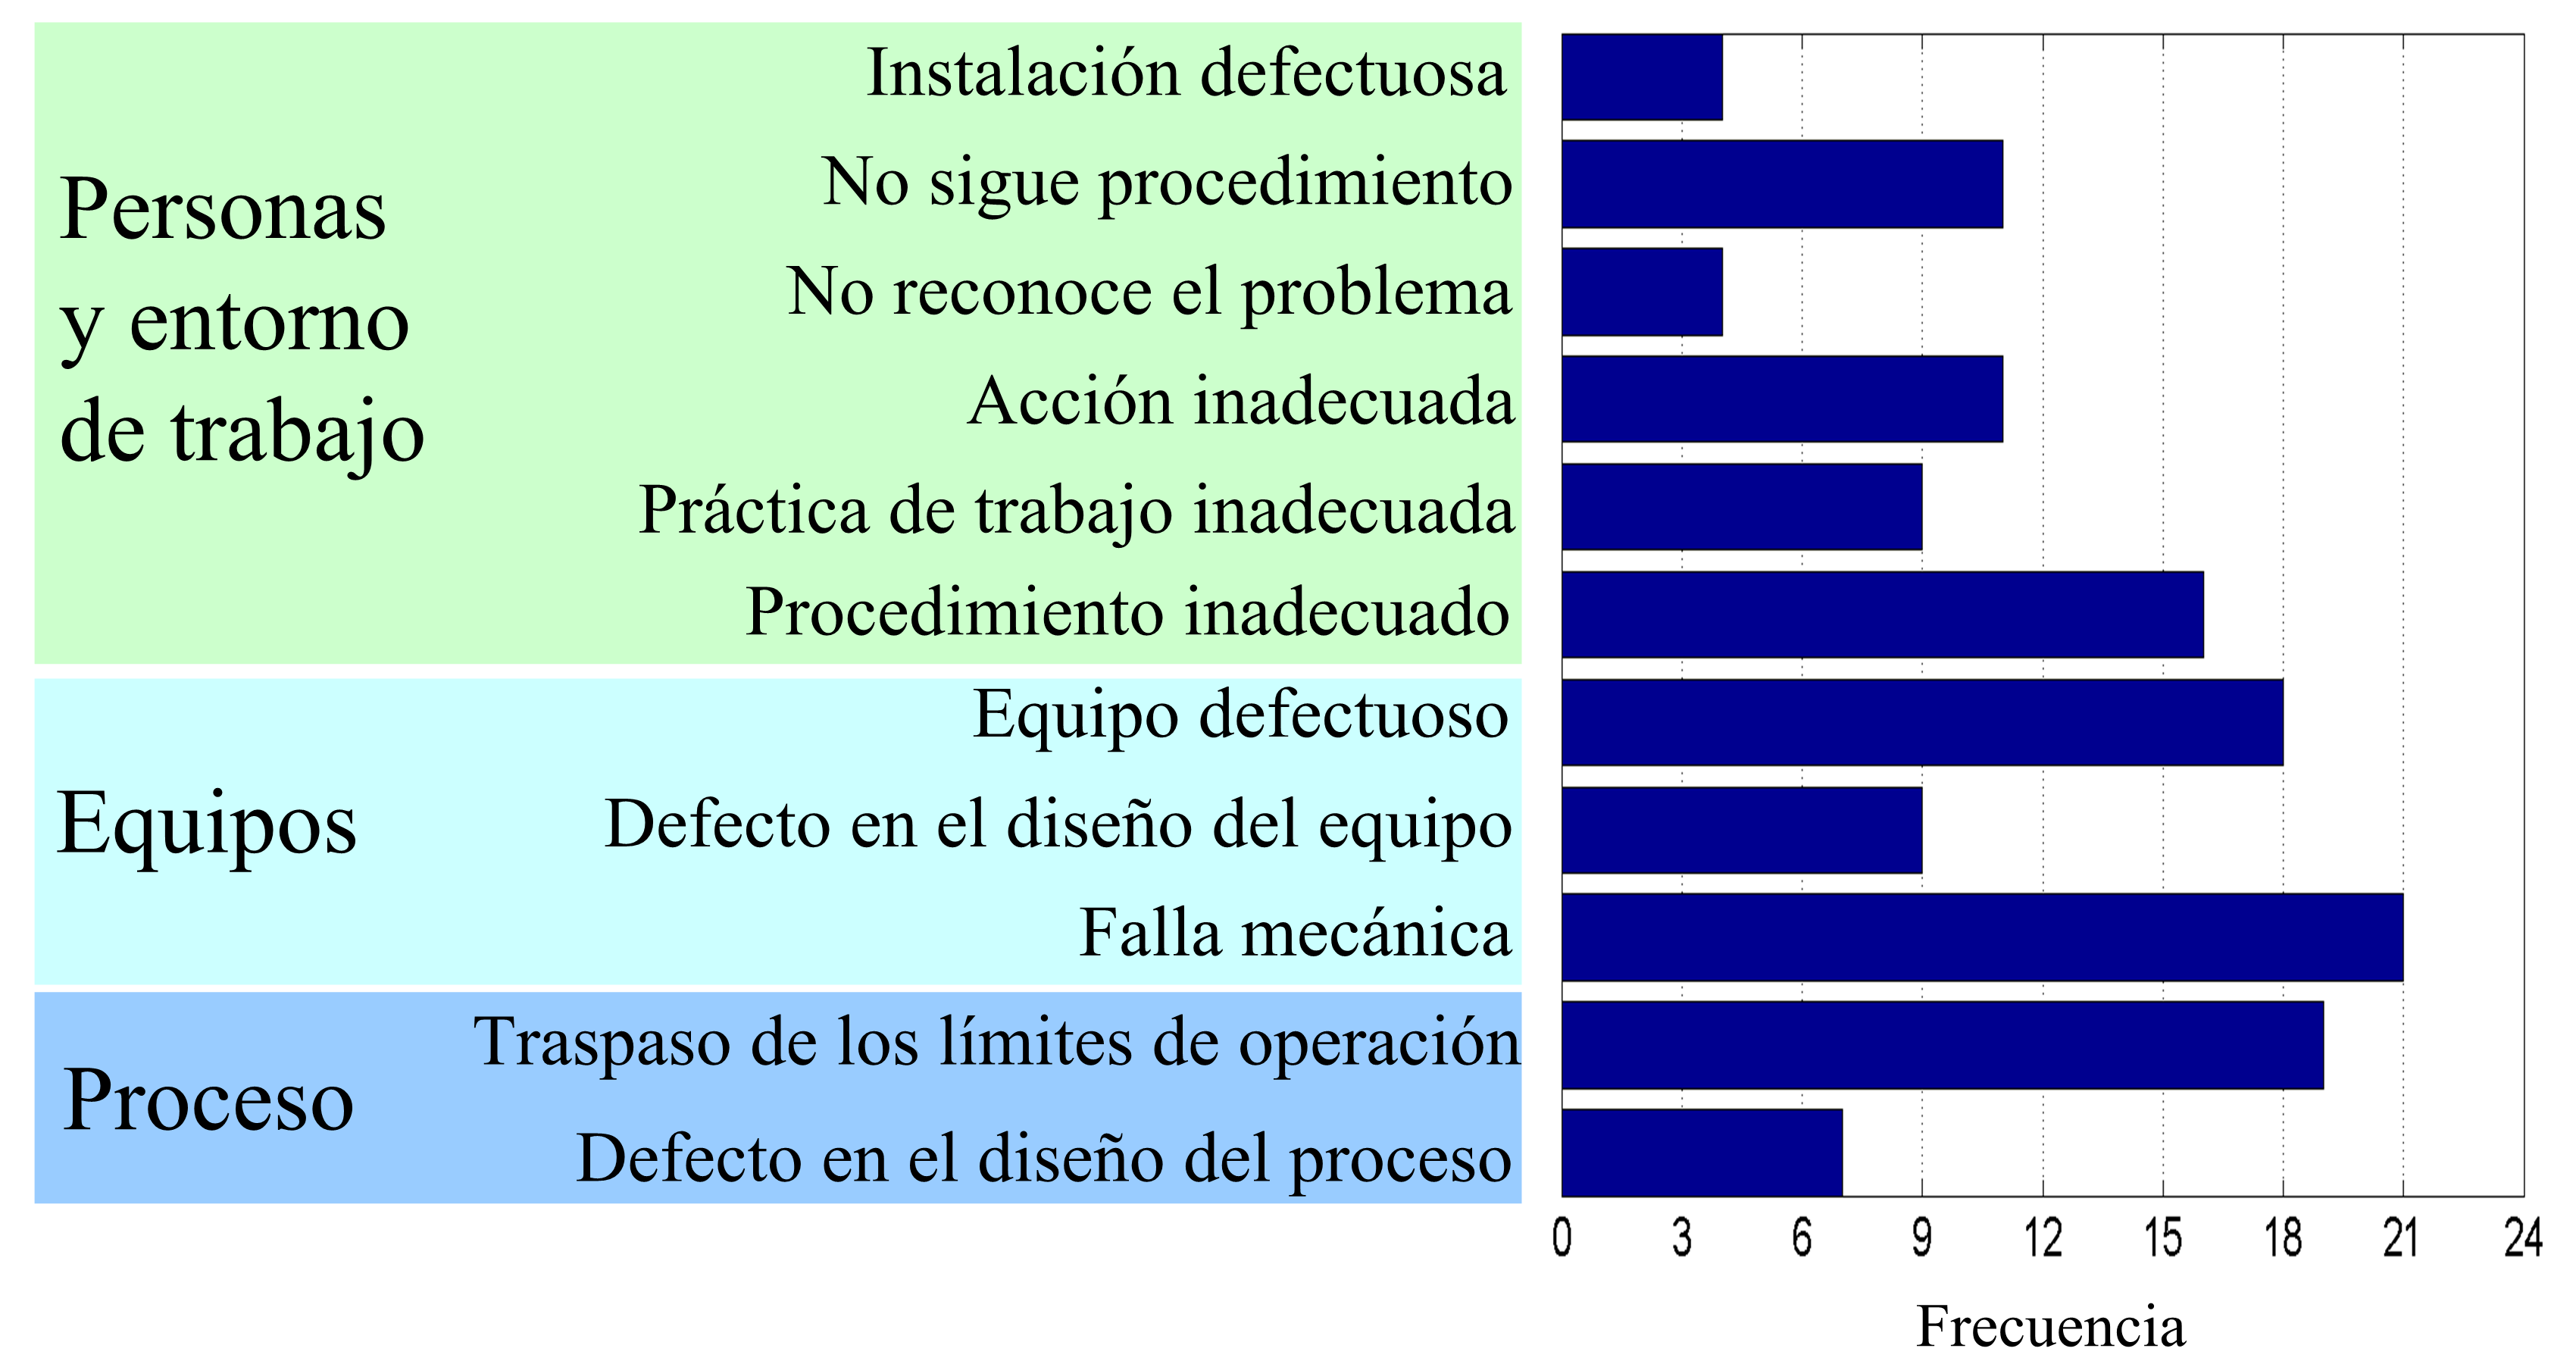 Personas
y entorno
de trabajo
Instalación defectuosa
No sigue procedimiento
No reconoce el problema
Acción inadecuada
Práctica de trabajo inadecuada
Procedimiento inadecuado
Equipos
Equipo defectuoso
Defecto en el diseño del equipo
Falla mecánica
Proceso
Traspaso de los límites de operación
Defecto en el diseño del proceso
0 3 6 9 12 15 18 21 24
Frecuencia